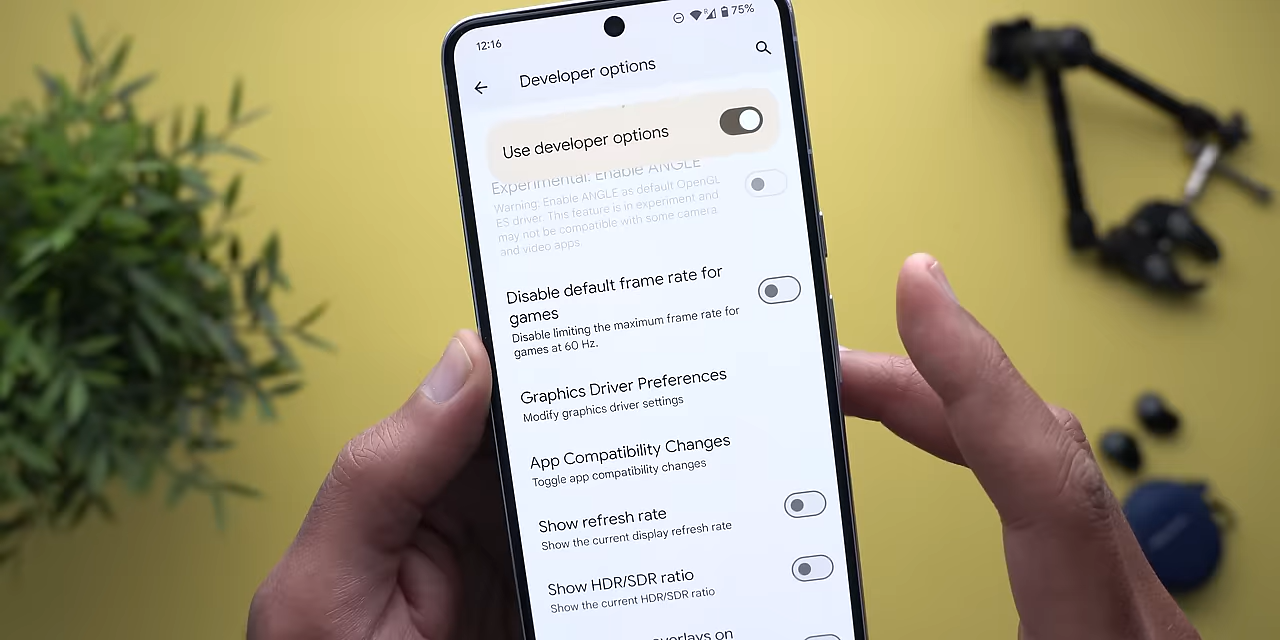 12:16
R
75%
Developer options
Use developer options
Experimental: Enable ANGLE
Warning: Enable ANGLE as default OpenGL
ES driver. This feature is in experiment and
may not be compatible with some camera
and video apps.
Disable default frame rate for
games
Disable limiting the maximum frame rate for
games at 60 Hz.
Graphics Driver Preferences
Modify graphics driver settings
App Compatibility Changes
Toggle app compatibility changes
Show refresh rate
Show the current display refresh rate
Show HDR/SDR ratio
Show the current HDR/SDR ratio
overlays on